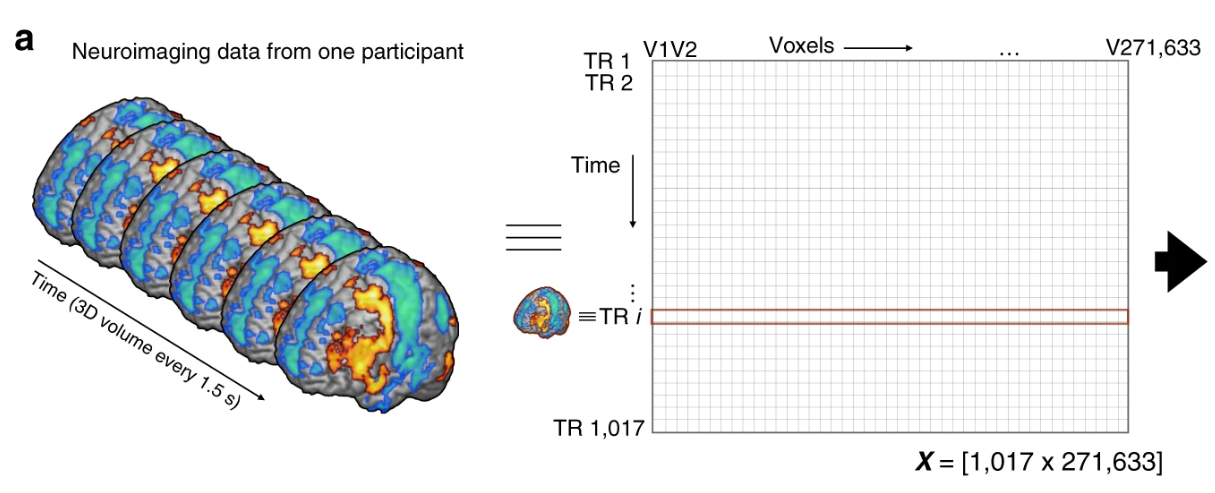 a
Neuroimaging data from one participant
Time (3D volume every 1.5 s)
V1V2 Voxels ... V271,633
TR 1
TR 2
Time
⋮
≡TR i
TR 1,017
X = [1,017 x 271,633]